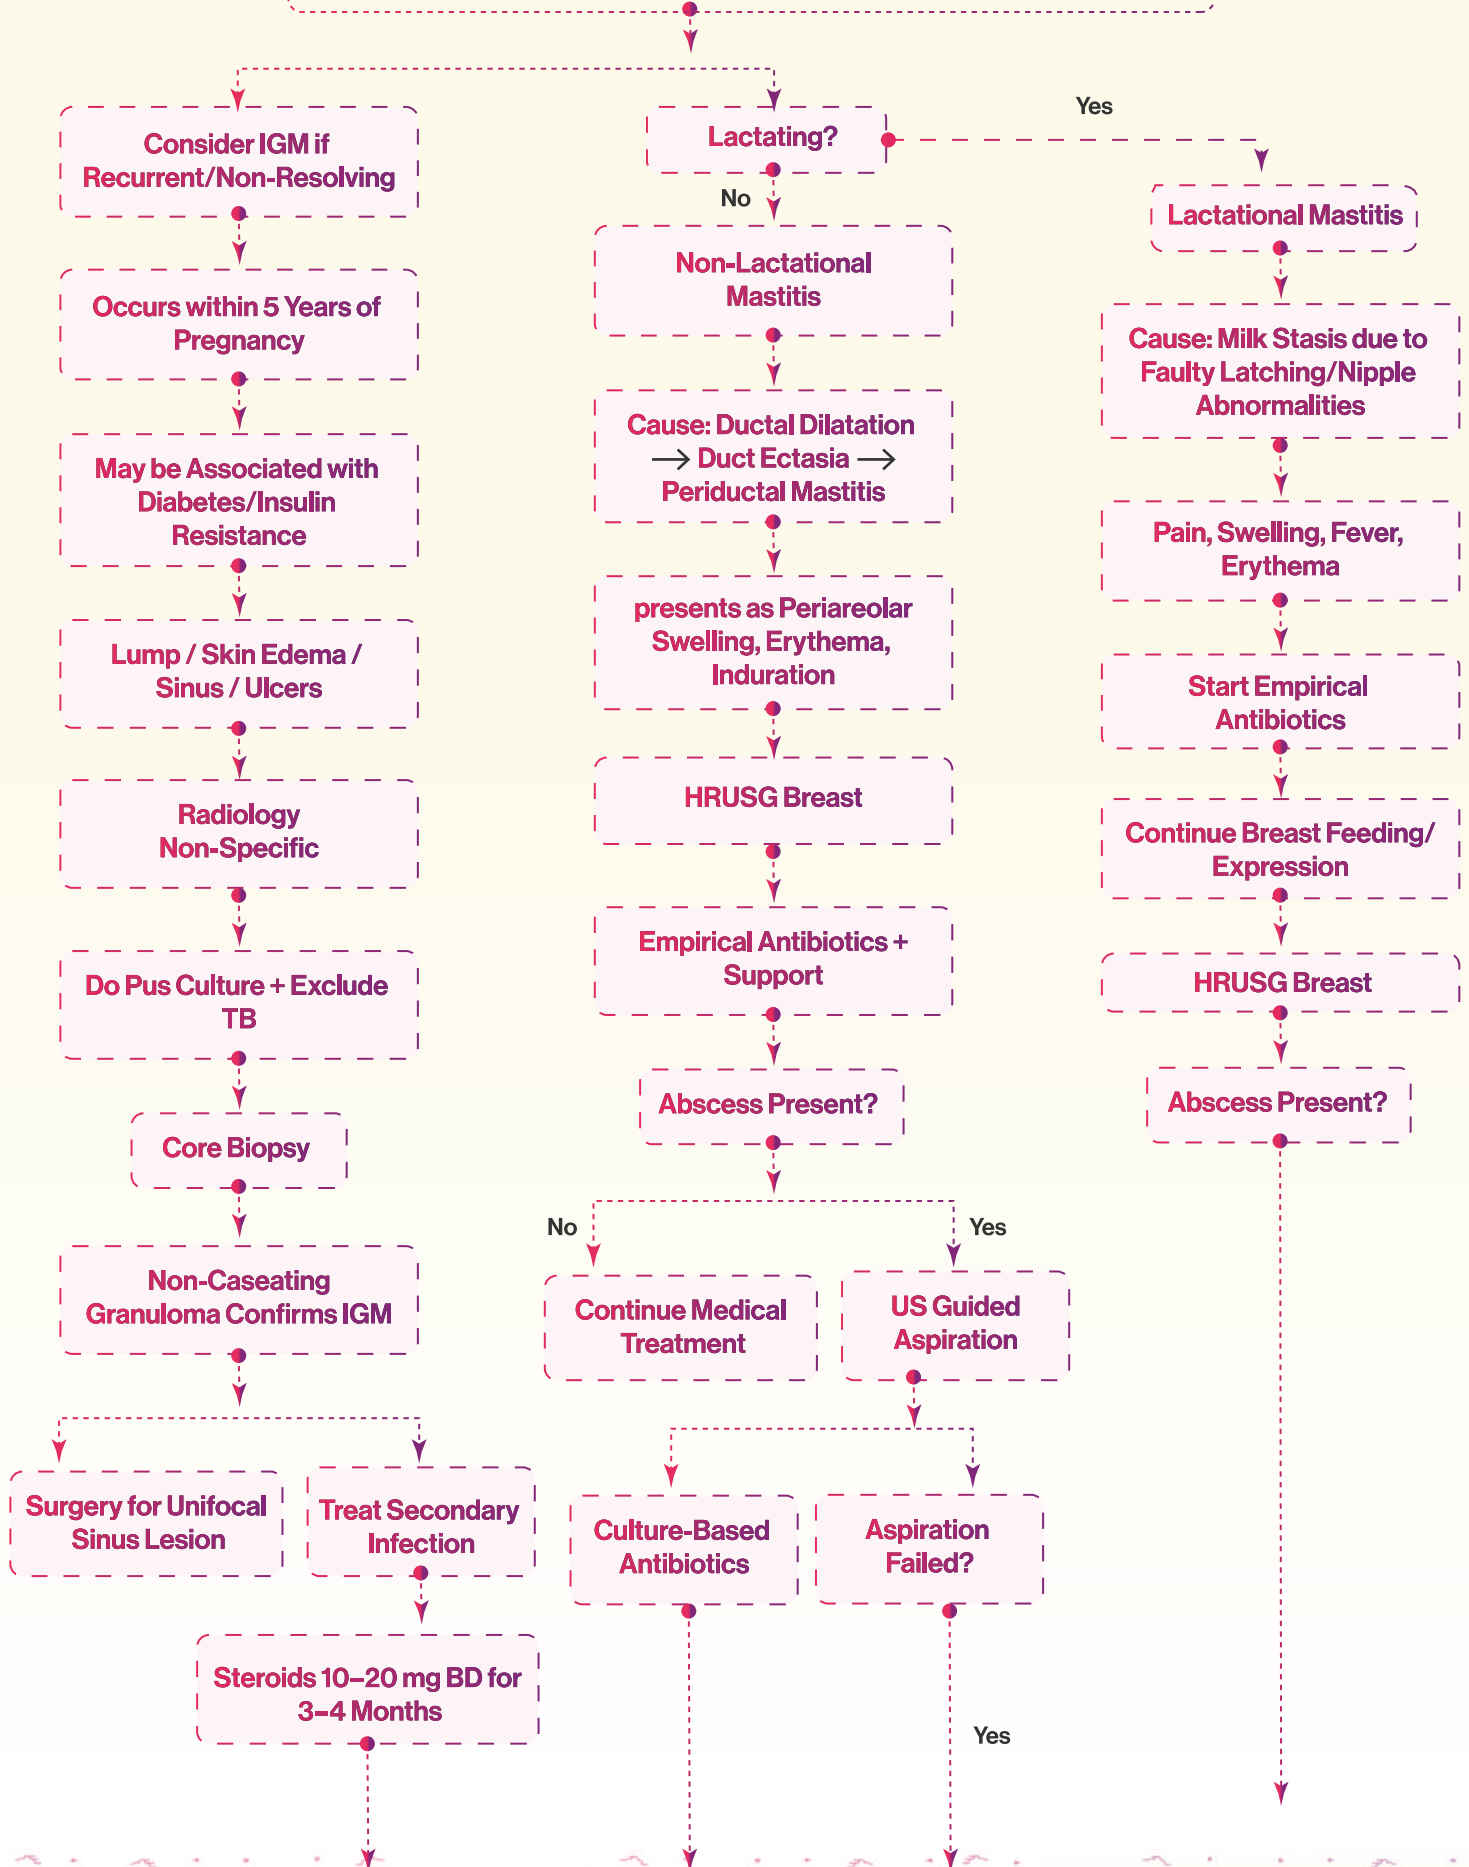 Consider IGM if
Recurrent/Non-Resolving
Occurs within 5 Years of
Pregnancy
May be Associated with
Diabetes/Insulin
Resistance
Lump / Skin Edema /
Sinus / Ulcers
Radiology
Non-Specific
Do Pus Culture + Exclude
TB
Core Biopsy
Non-Caseating
Granuloma Confirms IGM
Surgery for Unifocal
Sinus Lesion
Treat Secondary
Infection
Steroids 10–20 mg BD for
3–4 Months
Lactating?
No
Non-Lactational
Mastitis
Cause: Ductal Dilatation
→ Duct Ectasia →
Periductal Mastitis
presents as Periareolar
Swelling, Erythema,
Induration
HRUSG Breast
Empirical Antibiotics +
Support
Abscess Present?
No
Continue Medical
Treatment
Yes
US Guided
Aspiration
Culture-Based
Antibiotics
Aspiration
Failed?
Yes
Yes
Lactational Mastitis
Cause: Milk Stasis due to
Faulty Latching/Nipple
Abnormalities
Pain, Swelling, Fever,
Erythema
Start Empirical
Antibiotics
Continue Breast Feeding/
Expression
HRUSG Breast
Abscess Present?